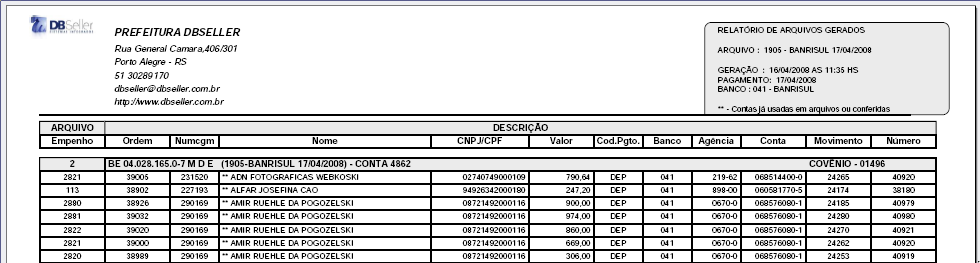 DBSeller
PREFEITURA DBSELLER
Rua General Camara,406/301
Porto Alegre - RS
51 30289170
dbseller@dbseller.com.br
http://www.dbseller.com.br
RELATÓRIO DE ARQUIVOS GERADOS
ARQUIVO : 1905 - BANRISUL 17/04/2008
GERAÇÃO : 16/04/2008 AS 11:35 HS
PAGAMENTO: 17/04/2008
BANCO : 041 - BANRISUL
** - Contas já usadas em arquivos ou conferidas
ARQUIVO DESCRIÇÃO
Empenho Ordem Numcgm Nome CNPJ/CPF Valor Cod.Pgto. Banco Agência Conta Movimento Número
2 BE 04.028.165.0-7 M D E (1905-BANRISUL 17/04/2008) - CONTA 4862 COVÊNIO - 01496
2821 39005 231520 ** ADN FOTOGRAFICAS WEBKOSKI 02740749000109 790,64 DEP 041 219-62 068514400-0 24265 40920
113 38902 227193 ** ALFAR JOSEFINA CAO 94926342000180 247,20 DEP 041 898-00 060581770-5 24174 38180
2880 38926 290169 ** AMIR RUEHLE DA POGOZELSKI 08721492000116 900,00 DEP 041 0670-0 068576080-1 24185 40979
2881 39032 290169 ** AMIR RUEHLE DA POGOZELSKI 08721492000116 974,00 DEP 041 0670-0 068576080-1 24280 40980
2822 39020 290169 ** AMIR RUEHLE DA POGOZELSKI 08721492000116 860,00 DEP 041 0670-0 068576080-1 24270 40921
2821 39000 290169 ** AMIR RUEHLE DA POGOZELSKI 08721492000116 669,00 DEP 041 0670-0 068576080-1 24262 40920
2820 38989 290169 ** AMIR RUEHLE DA POGOZELSKI 08721492000116 306,00 DEP 041 0670-0 068576080-1 24253 40919